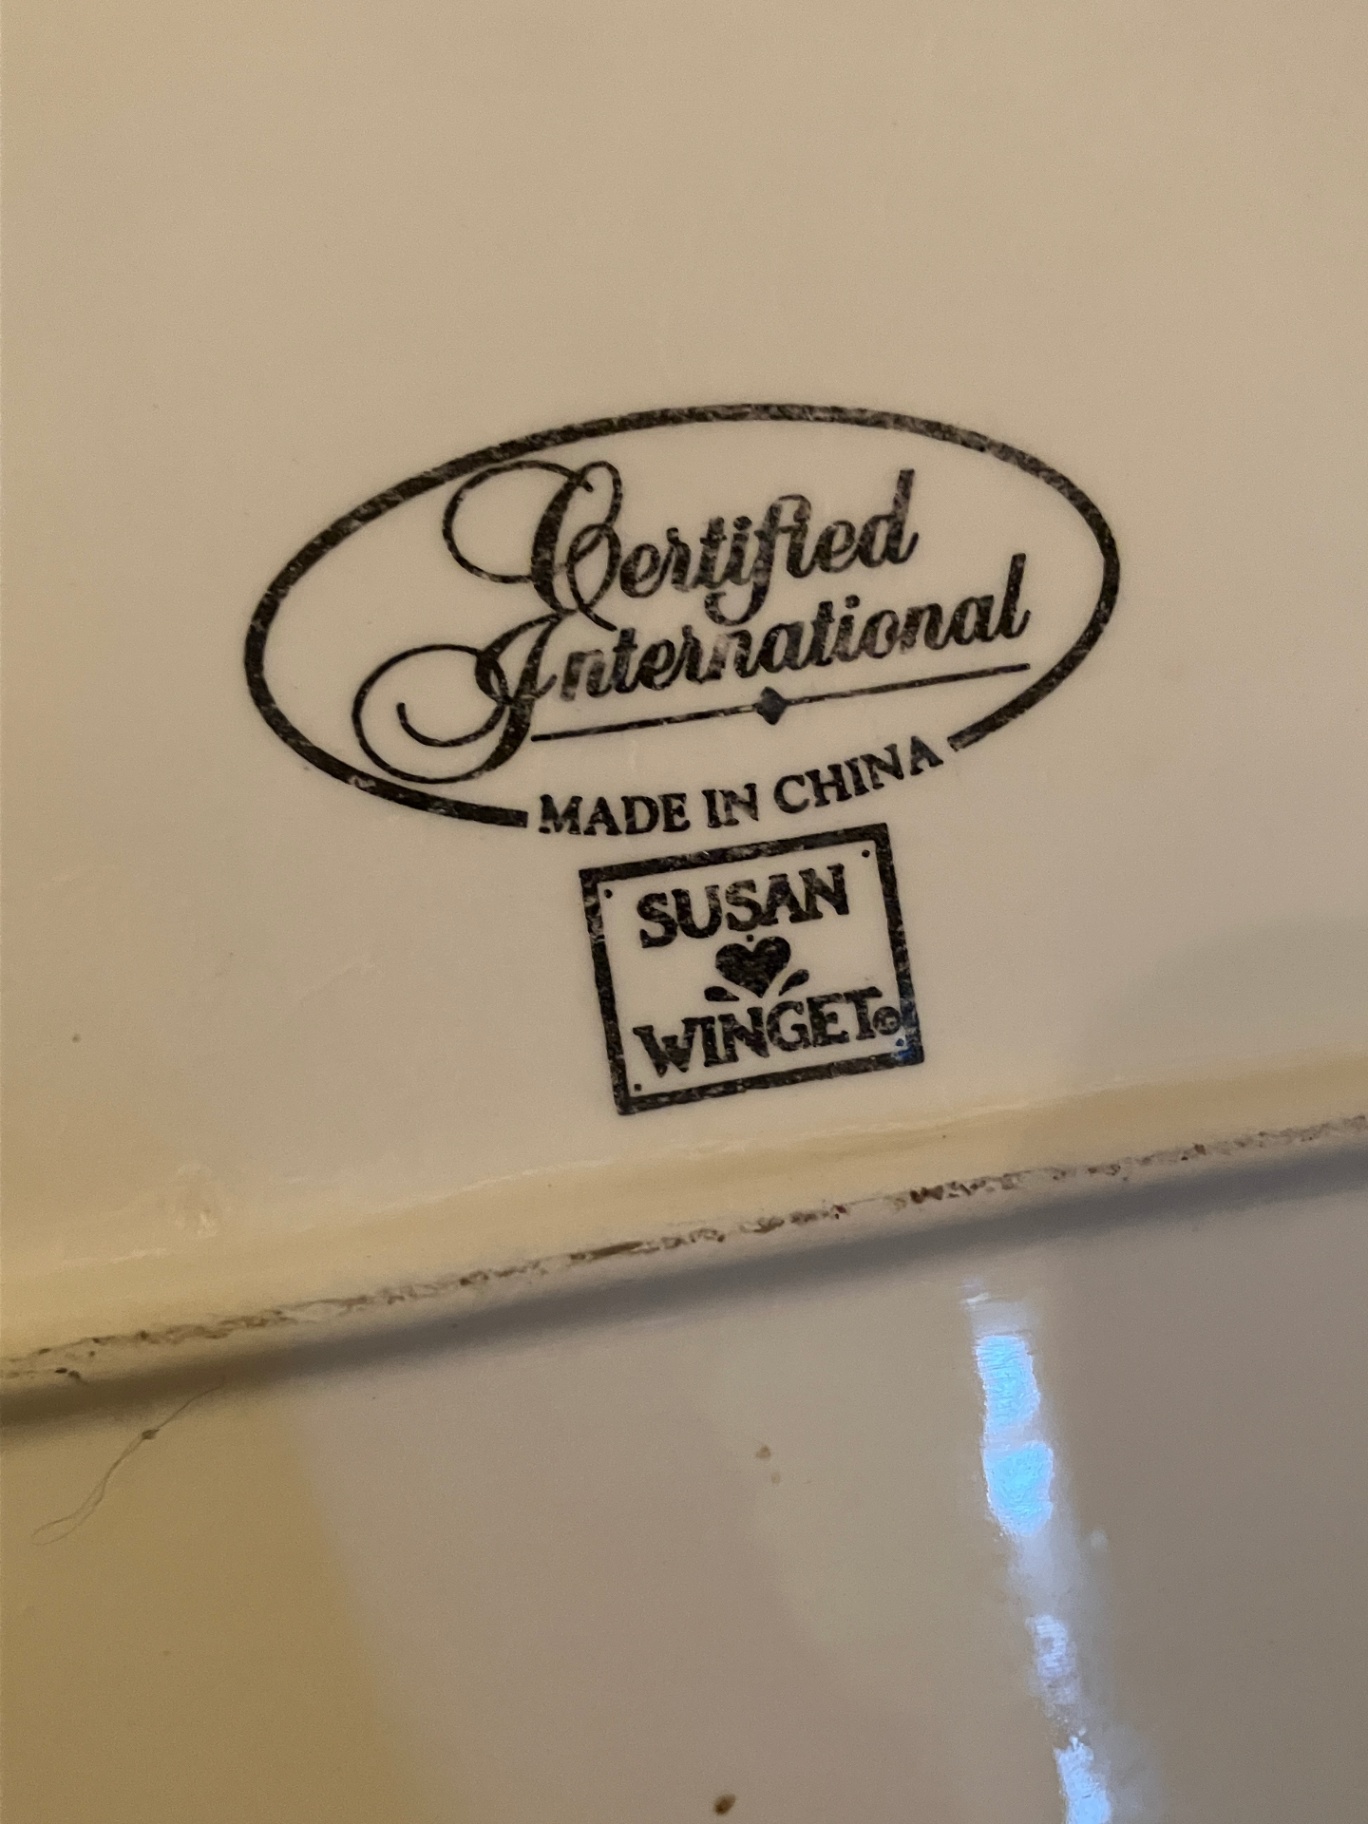 Certified
International
MADE IN CHINA
SUSAN
WINGET©